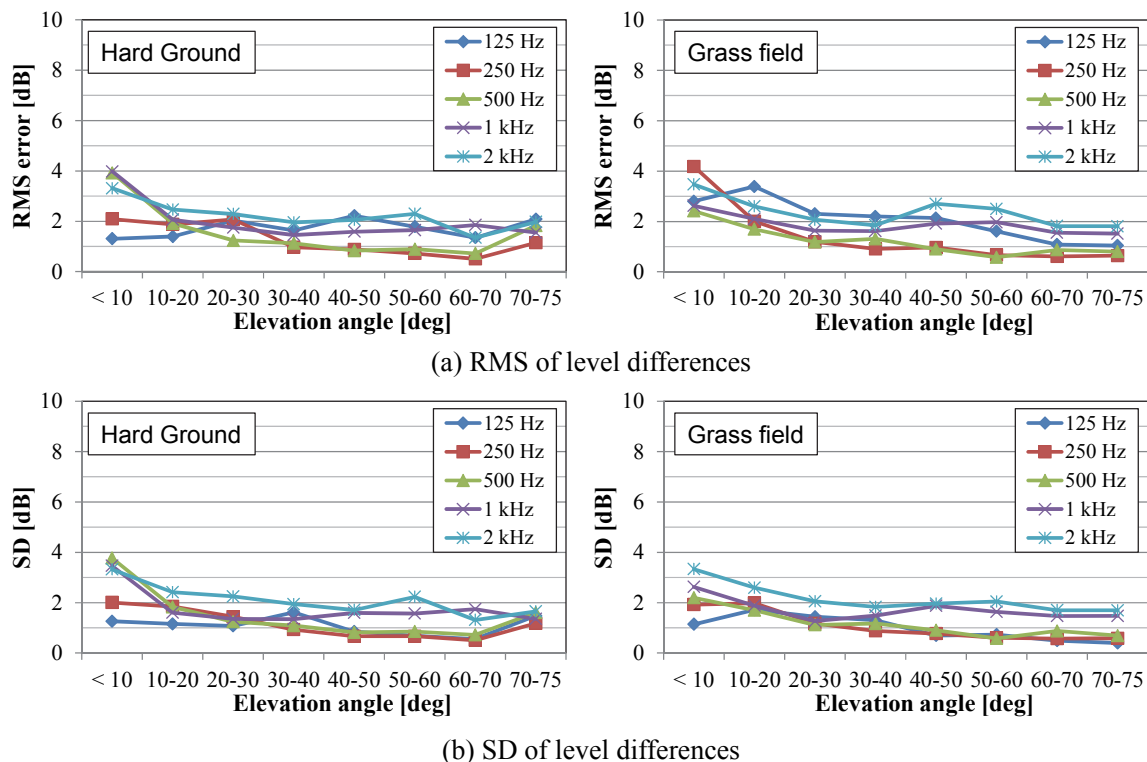 10
8
6
4
2
0
RMS error [dB]
Hard Ground
125 Hz
250 Hz
500 Hz
1 kHz
2 kHz
< 10 10-20 20-30 30-40 40-50 50-60 60-70 70-75
Elevation angle [deg]
10
8
6
4
2
0
RMS error [dB]
Grass field
125 Hz
250 Hz
500 Hz
1 kHz
2 kHz
< 10 10-20 20-30 30-40 40-50 50-60 60-70 70-75
Elevation angle [deg]
(a) RMS of level differences
10
8
6
4
2
0
SD [dB]
Hard Ground
125 Hz
250 Hz
500 Hz
1 kHz
2 kHz
< 10 10-20 20-30 30-40 40-50 50-60 60-70 70-75
Elevation angle [deg]
10
8
6
4
2
0
SD [dB]
Grass field
125 Hz
250 Hz
500 Hz
1 kHz
2 kHz
< 10 10-20 20-30 30-40 40-50 50-60 60-70 70-75
Elevation angle [deg]
(b) SD of level differences